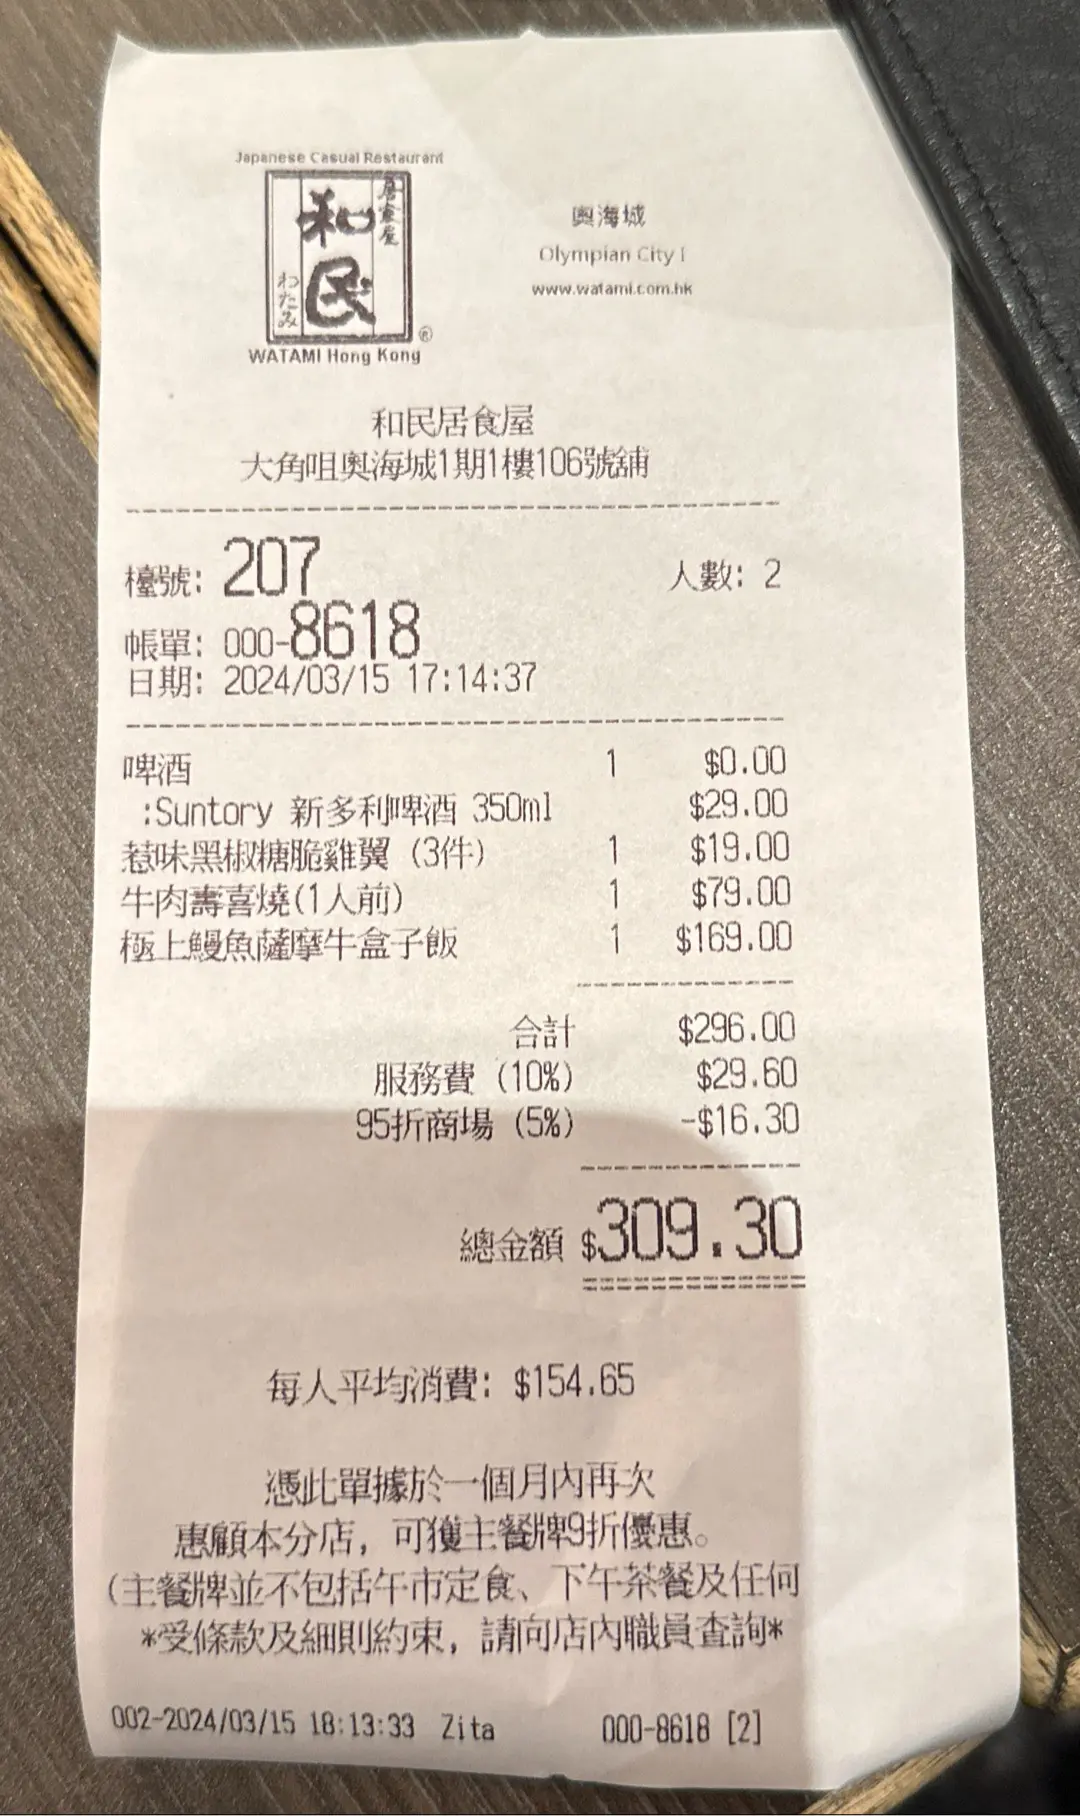 Japanese Casual Restaurant
居食屋
和民
わたみ
®
WATAMI Hong Kong
奧海城
Olympian City 1
www.watami.com.hk
和民居食屋
大角咀奧海城1期1樓106號舖
檯號: 207 人數: 2
帳單: 000-8618
日期: 2024/03/15 17:14:37
啤酒 1 $0.00
:Suntory 新多利啤酒 350ml $29.00
惹味黑椒糖脆雞翼 (3件) 1 $19.00
牛肉壽喜燒(1人前) 1 $79.00
極上鰻魚薩摩牛盒子飯 1 $169.00
合計 $296.00
服務費 (10%) $29.60
95折商場 (5%) -$16.30
總金額 $309.30
每人平均消費: $154.65
憑此單據於一個月內再次
惠顧本分店, 可獲主餐牌9折優惠。
(主餐牌並不包括午市定食、下午茶餐及任何
*受條款及細則約束, 請向店內職員查詢*
002-2024/03/15 18:13:33 Zita 000-8618 [2]